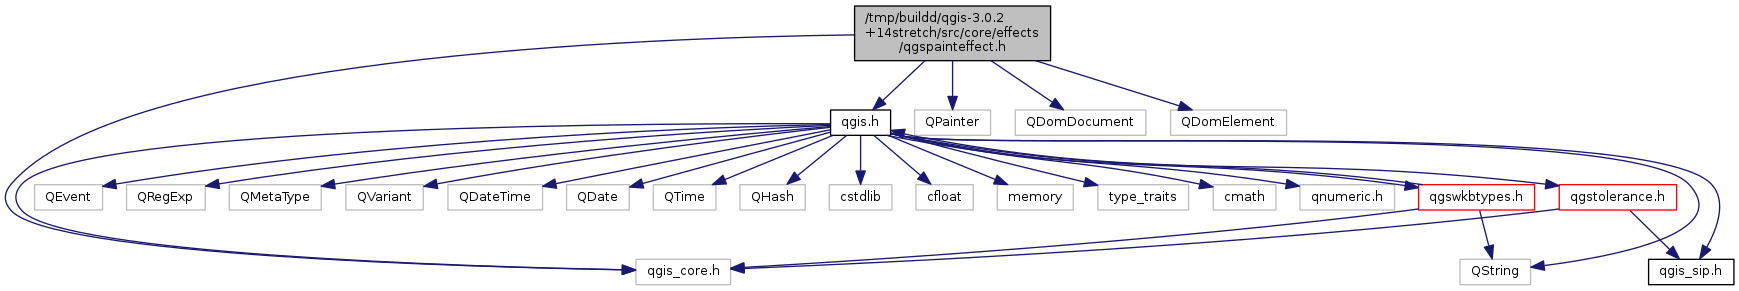 /tmp/buildd/qgis-3.0.2
+14stretch/src/core/effects
/qgspainteffect.h
qgis.h
QPainter
QDomDocument
QDomElement
QEvent
QRegExp
QMetaType
QVariant
QDateTime
QDate
QTime
QHash
cstdlib
cfloat
memory
type_traits
cmath
qnumeric.h
qgswkbtypes.h
qgstolerance.h
qgis_core.h
QString
qgis_sip.h